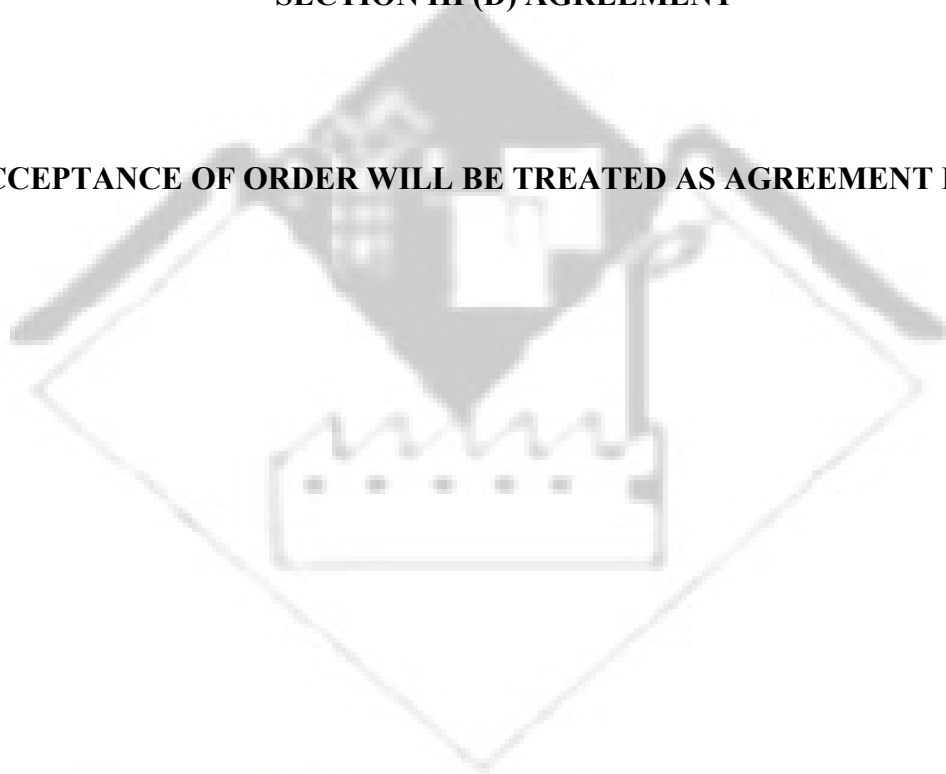 SECTION III (D) AGREEMENT
CCEPTANCE OF ORDER WILL BE TREATED AS AGREEMENT